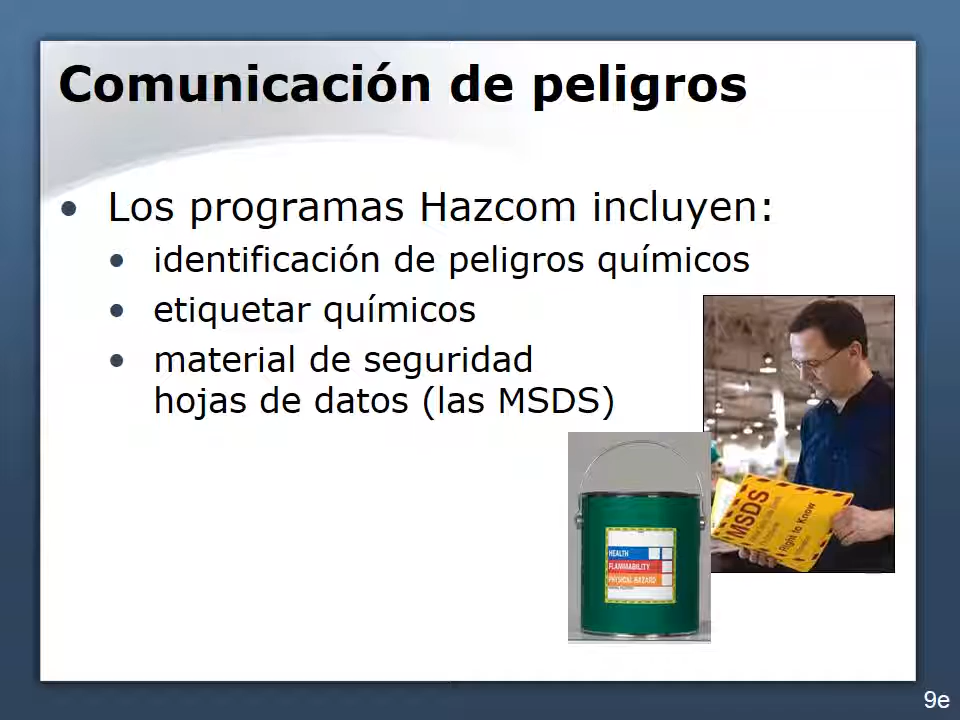 Comunicación de peligros
• Los programas Hazcom incluyen:
• identificación de peligros químicos
• etiquetar químicos
• material de seguridad
hojas de datos (las MSDS)
MSDS
Right to Know
HEALTH
FLAMMABILITY
PHYSICAL HAZARD
9e